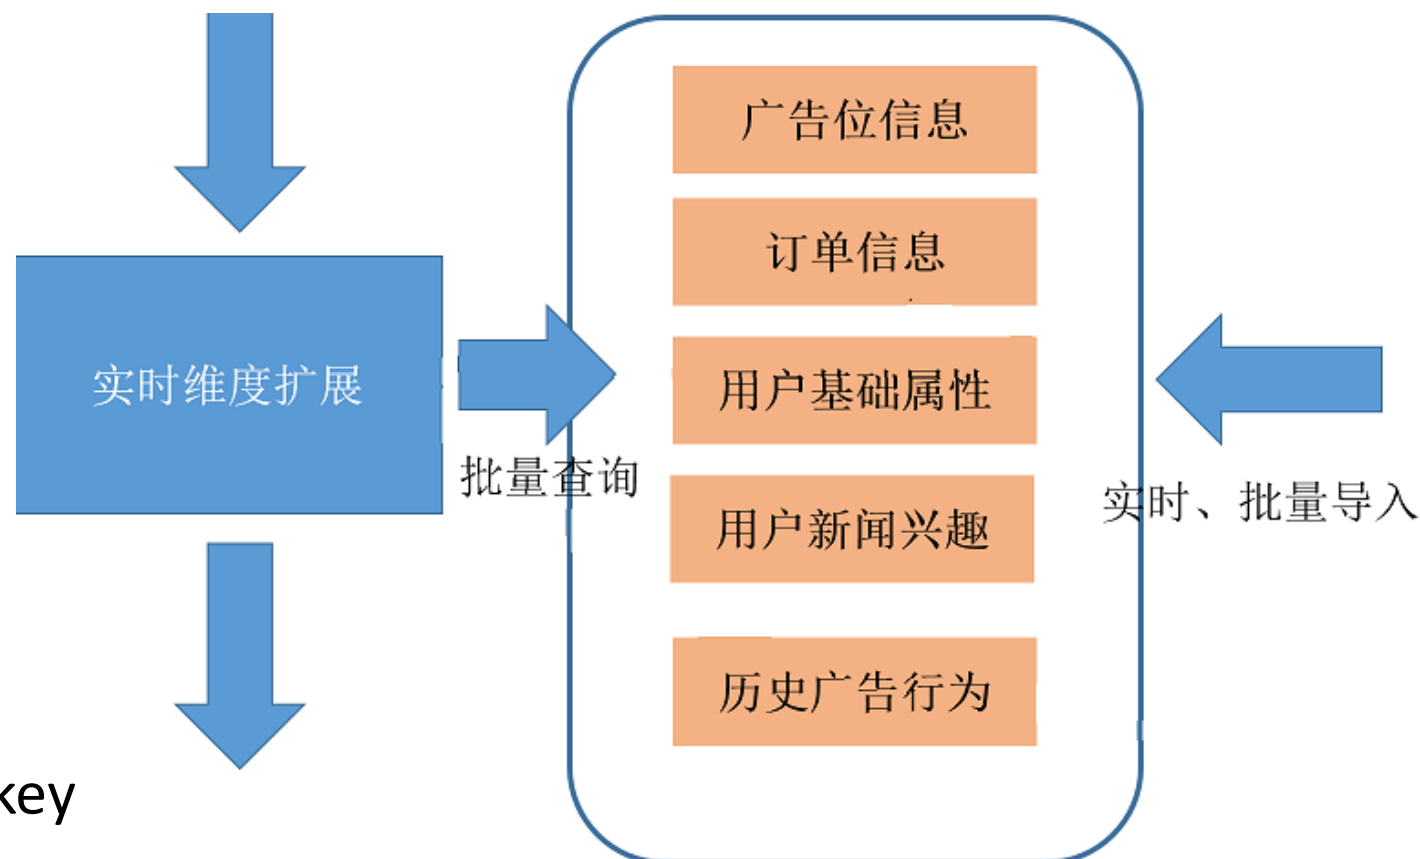 广告位信息
订单信息
实时维度扩展
用户基础属性
批量查询
实时、批量导入
用户新闻兴趣
历史广告行为
key